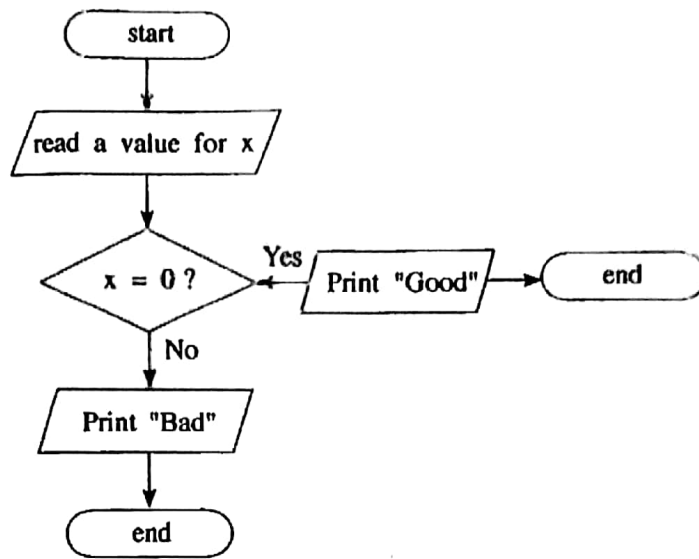 start
read a value for x
x = 0 ?
Yes
Print "Good"
end
No
Print "Bad"
end